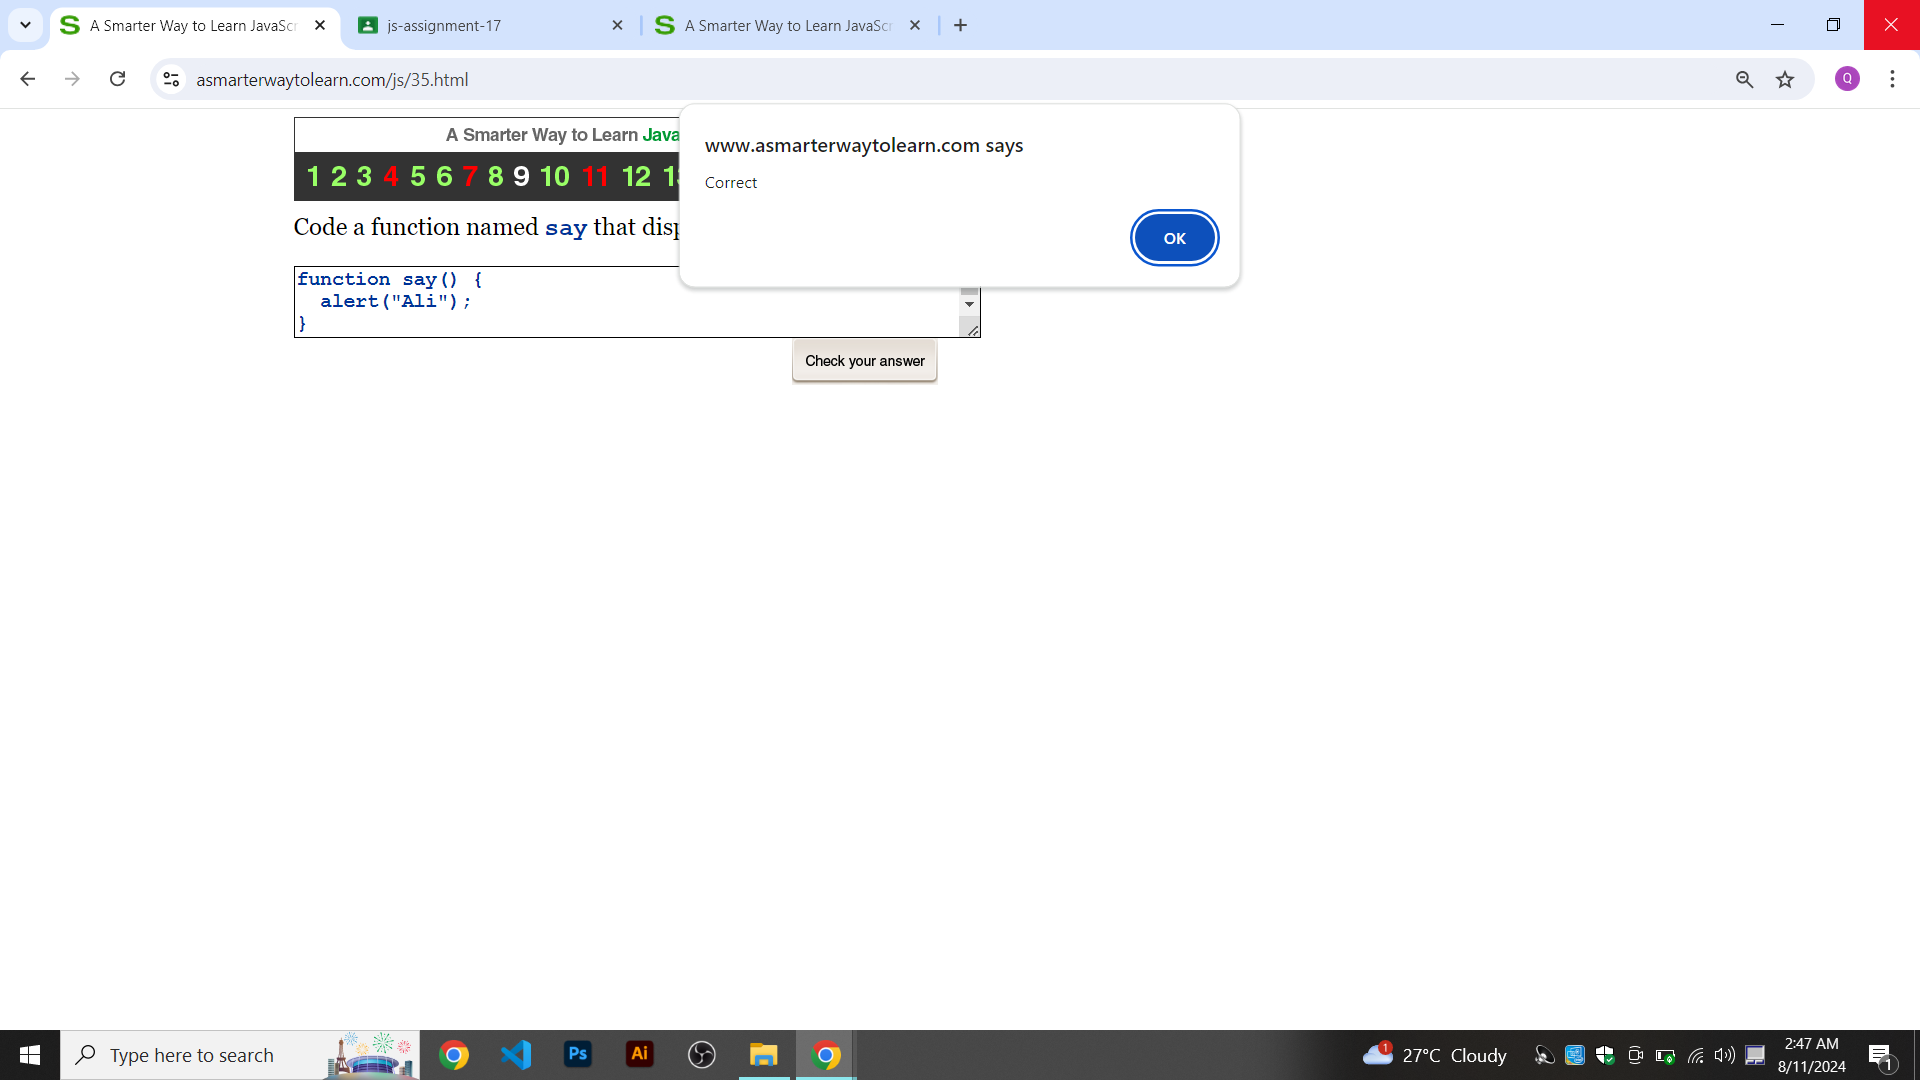 A Smarter Way to Learn JavaScr
js-assignment-17
A Smarter Way to Learn JavaScr
asmarterwaytolearn.com/js/35.html
Q
A Smarter Way to Learn Java
www.asmarterwaytolearn.com says
Correct
OK
1 2 3 4 5 6 7 8 9 10 11 12
Code a function named say that disp
function say() {
alert("Ali");
}
Check your answer
Type here to search
Ps
Ai
1
27°C Cloudy
2:47 AM
8/11/2024
1